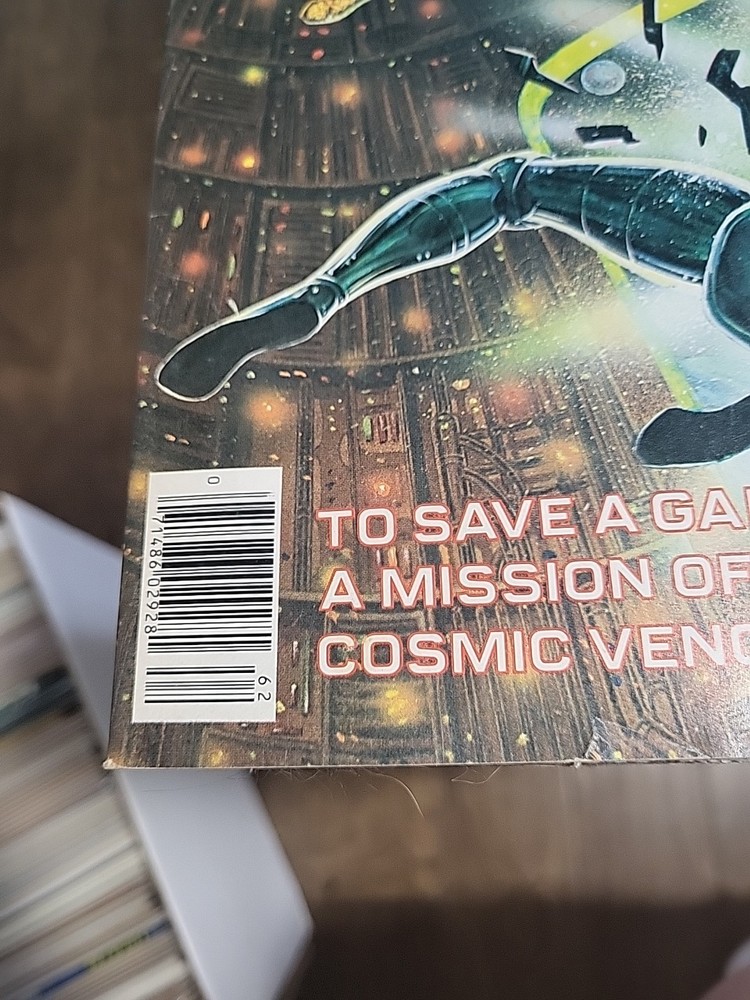 0
71486 02928
62
TO SAVE A GA
A MISSION OF
COSMIC VEN